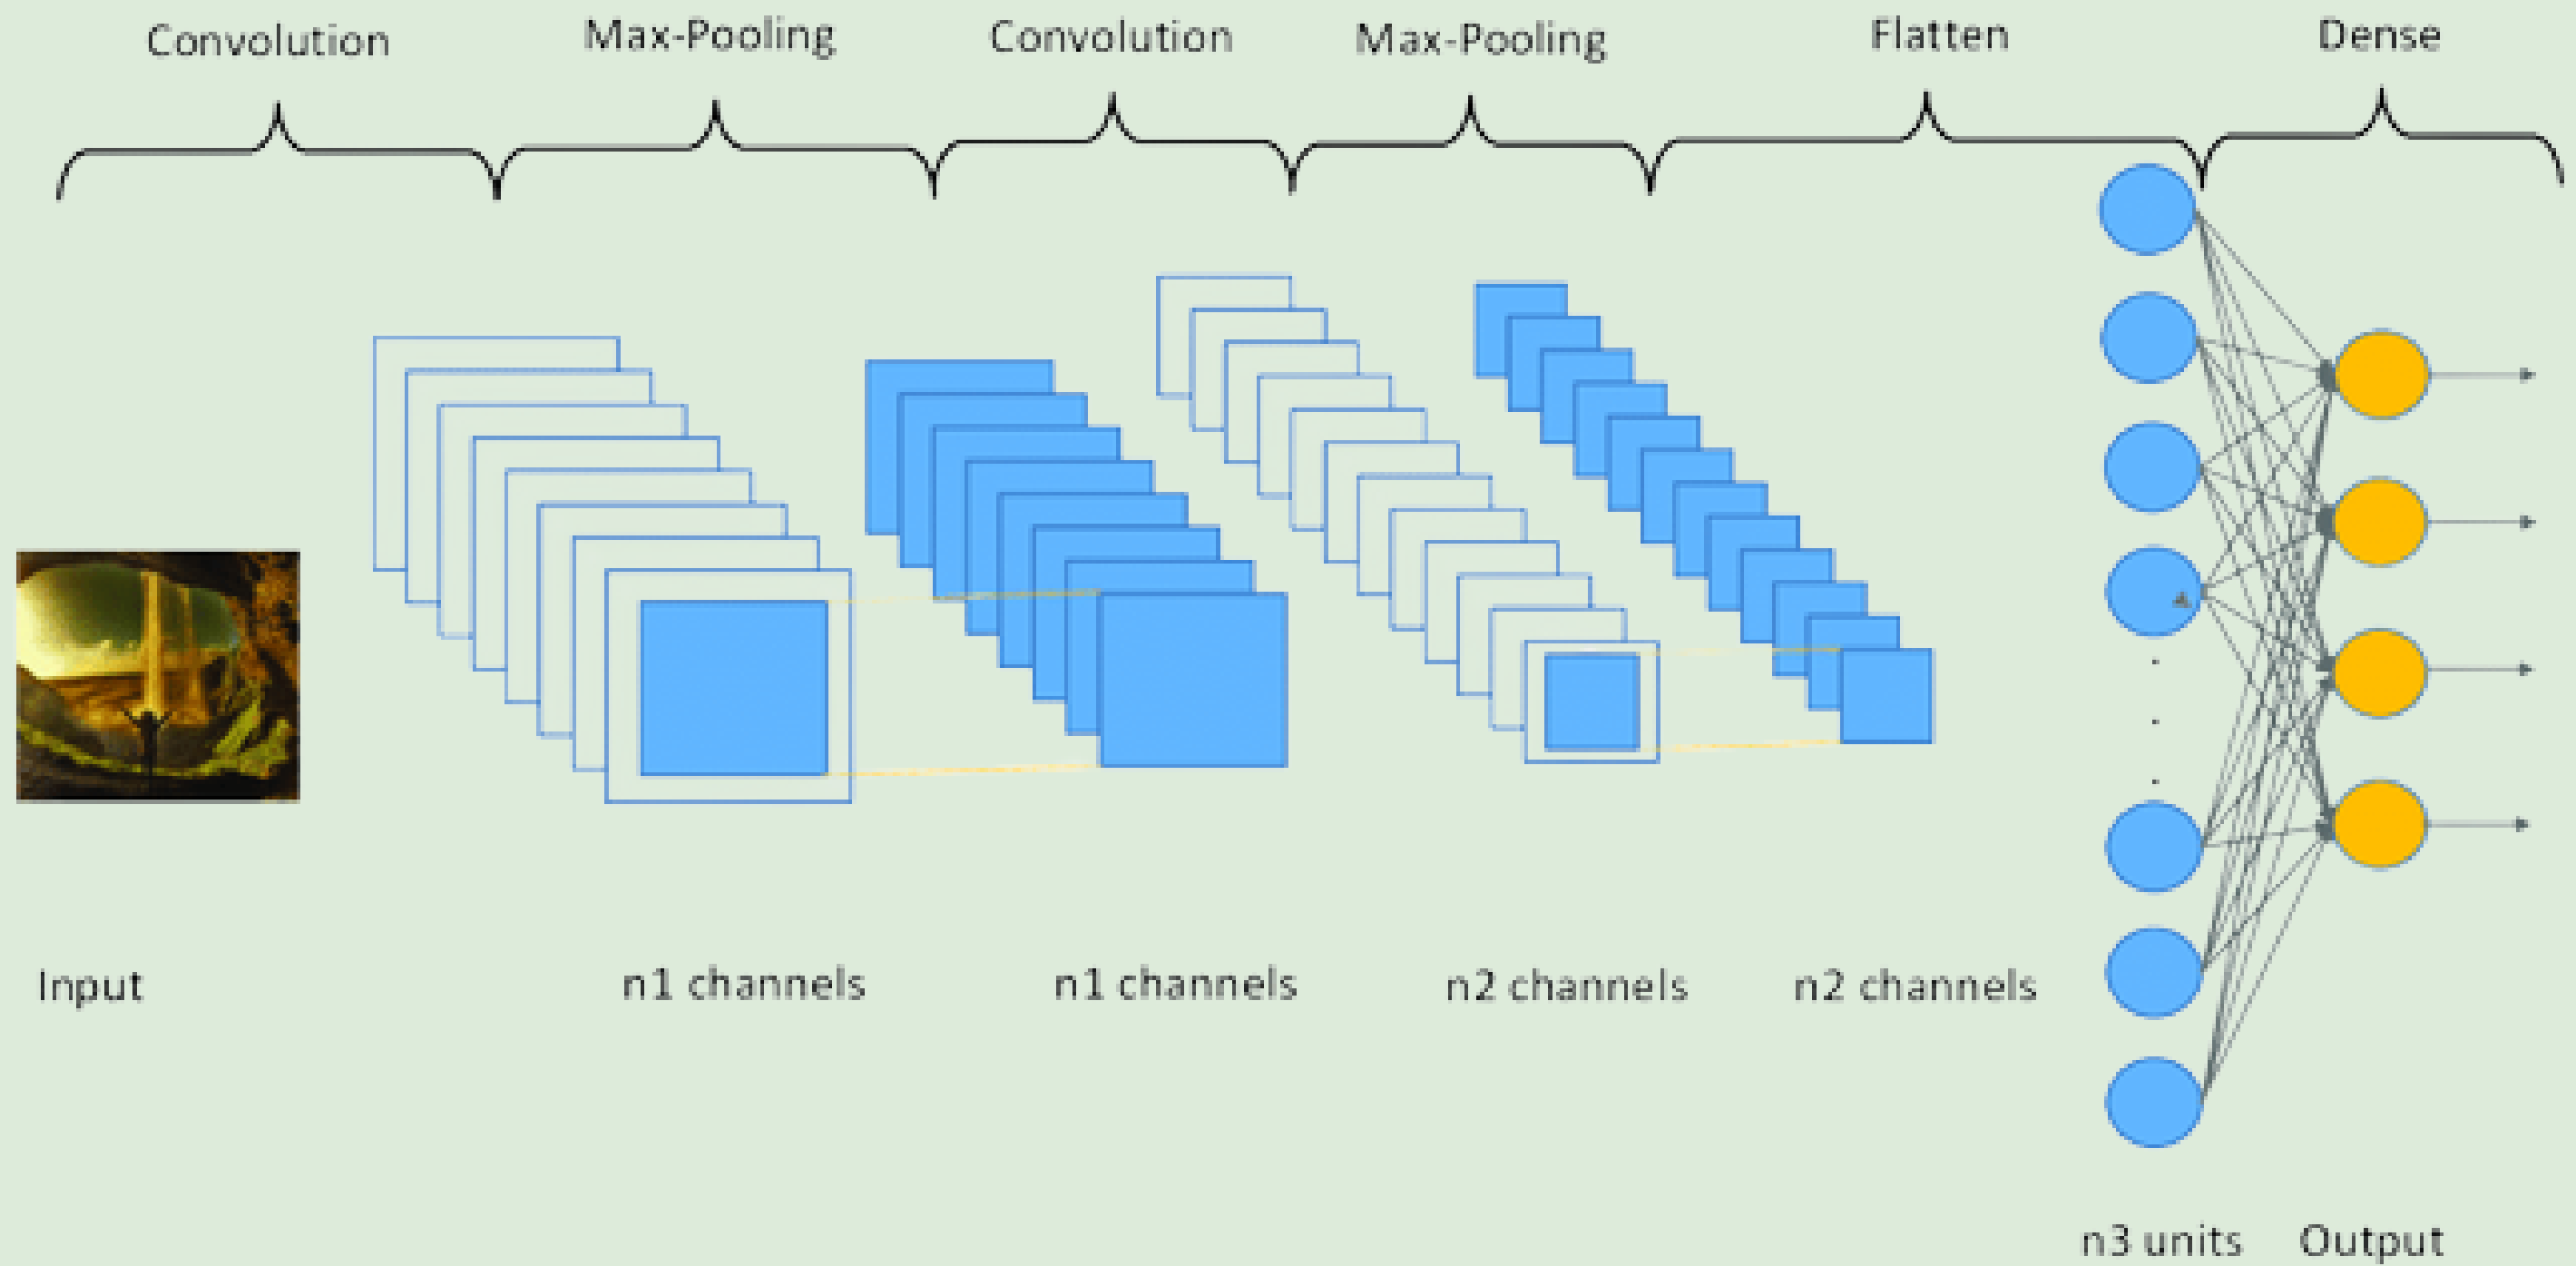 Convolution
Max-Pooling
Convolution
Max-Pooling
Flatten
Dense
Input
n1 channels
n1 channels
n2 channels
n2 channels
n3 units
Output